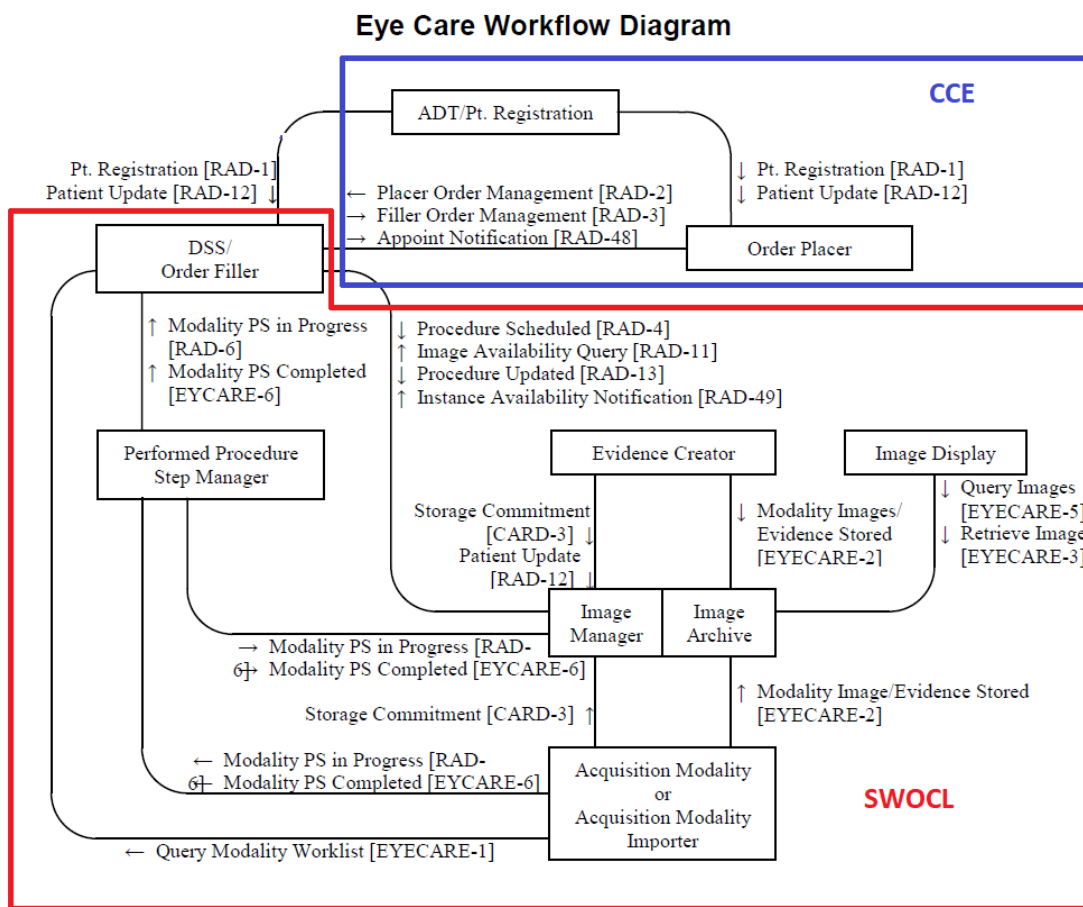 Eye Care Workflow Diagram
CCE
ADT/Pt. Registration
Pt. Registration [RAD-1]
Patient Update [RAD-12] ↓
← Placer Order Management [RAD-2]
→ Filler Order Management [RAD-3]
→ Appoint Notification [RAD-48]
↓ Pt. Registration [RAD-1]
↓ Patient Update [RAD-12]
DSS/
Order Filler
Order Placer
↑ Modality PS in Progress
[RAD-6]
↑ Modality PS Completed
[EYCARE-6]
↓ Procedure Scheduled [RAD-4]
↑ Image Availability Query [RAD-11]
↓ Procedure Updated [RAD-13]
↑ Instance Availability Notification [RAD-49]
Performed Procedure
Step Manager
Evidence Creator
Image Display
Storage Commitment
[CARD-3] ↓
Patient Update
[RAD-12] ↓
↓ Modality Images/
Evidence Stored
[EYECARE-2]
↓ Query Images
[EYECARE-5]
↓ Retrieve Image
[EYECARE-3]
Image
Manager
Image
Archive
→ Modality PS in Progress [RAD-
6]→ Modality PS Completed [EYCARE-6]
Storage Commitment [CARD-3] ↑
↑ Modality Image/Evidence Stored
[EYECARE-2]
← Modality PS in Progress [RAD-
6]← Modality PS Completed [EYCARE-6]
Acquisition Modality
or
Acquisition Modality
Importer
SWOCL
← Query Modality Worklist [EYECARE-1]